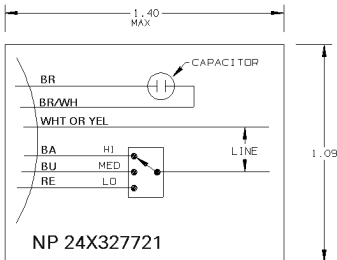 1.40
MAX
CAPACITOR
BR
BR/WH
WHT OR YEL
BA HI
BU MED
RE LO
LINE
1.09
NP 24X327721